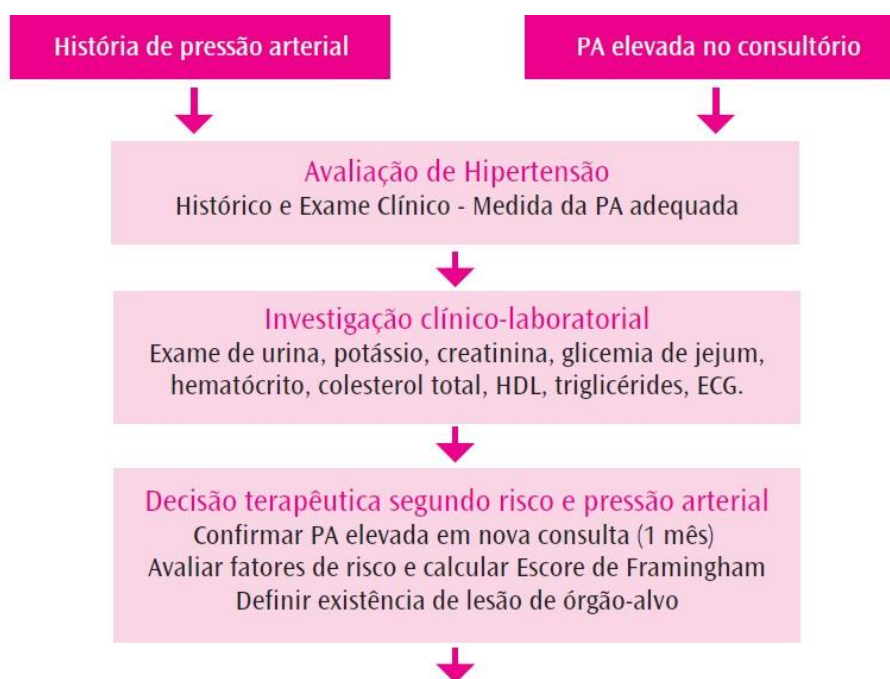 História de pressão arterial
PA elevada no consultório
Avaliação de Hipertensão
Histórico e Exame Clínico - Medida da PA adequada
Investigação clínico-laboratorial
Exame de urina, potássio, creatinina, glicemia de jejum,
hematócrito, colesterol total, HDL, triglicérides, ECG.
Decisão terapêutica segundo risco e pressão arterial
Confirmar PA elevada em nova consulta (1 mês)
Avaliar fatores de risco e calcular Escore de Framingham
Definir existência de lesão de órgão-alvo